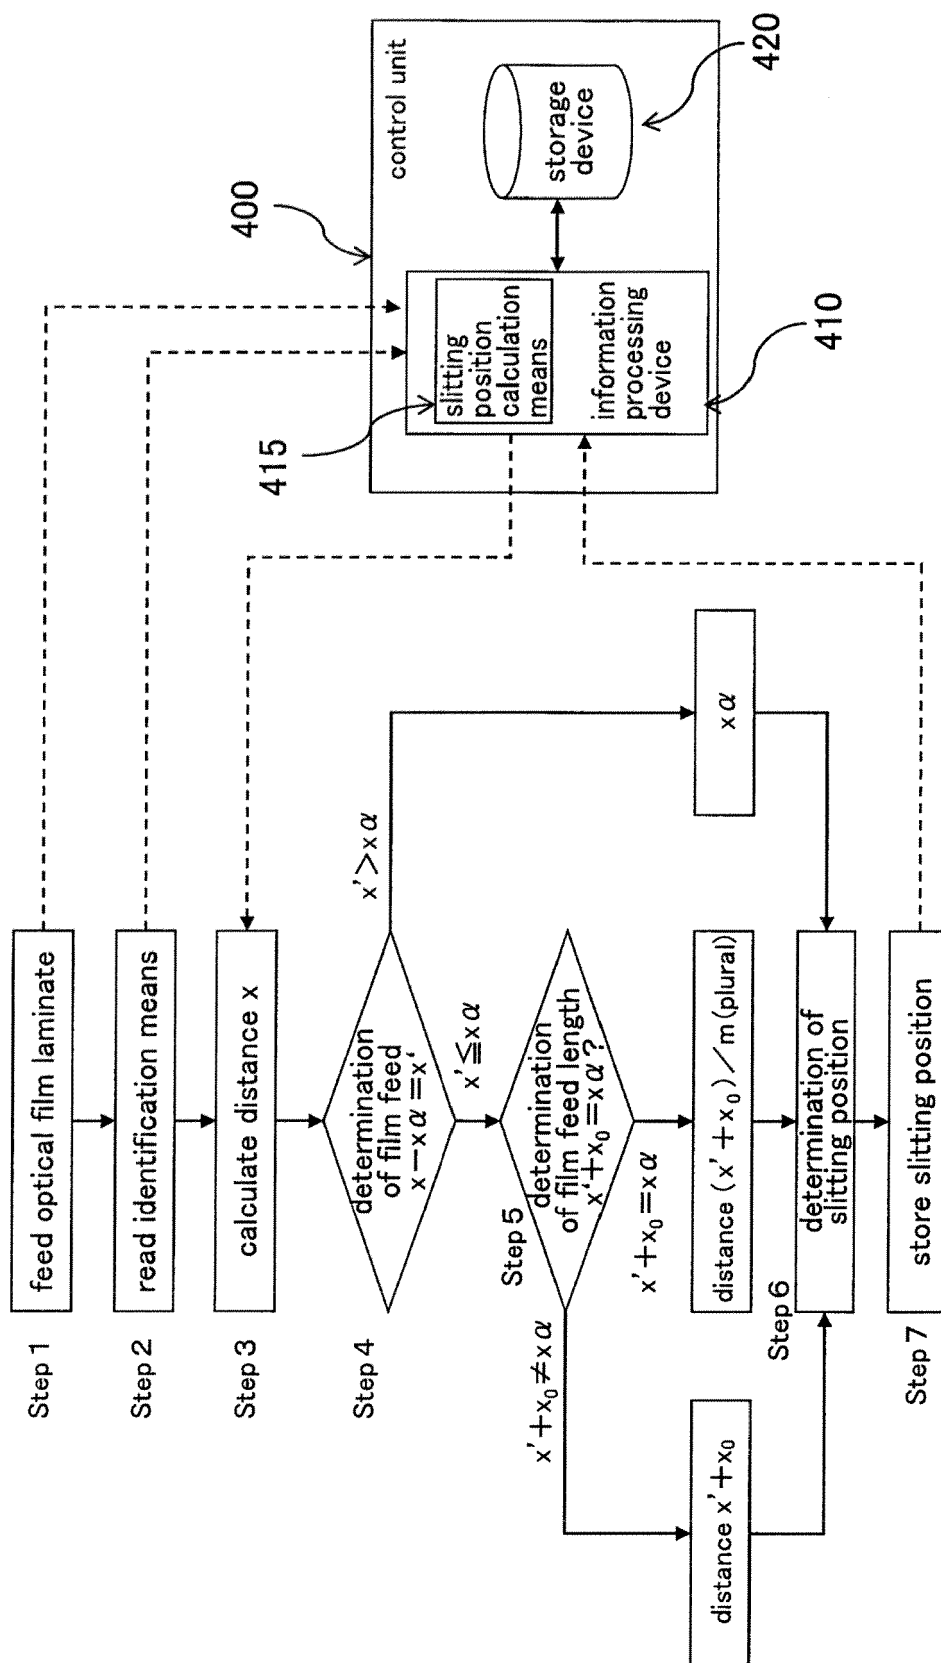 Step 1
feed optical film laminate
Step 2
read identification means
Step 3
calculate distance x
Step 4
determination
of film feed
x－xα＝x‘
x'＞xα
x'≦xα
Step 5
determination
of film feed length
x'+x₀＝xα?
x'＋x₀≠xα
x'＋x₀＝xα
distance x'＋x₀
distance (x'＋x₀)／m(plural)
xα
Step 6
determination of
slitting position
Step 7
store slitting position
400
control unit
415
slitting
position
calculation
means
information
processing
device
410
storage
device
420